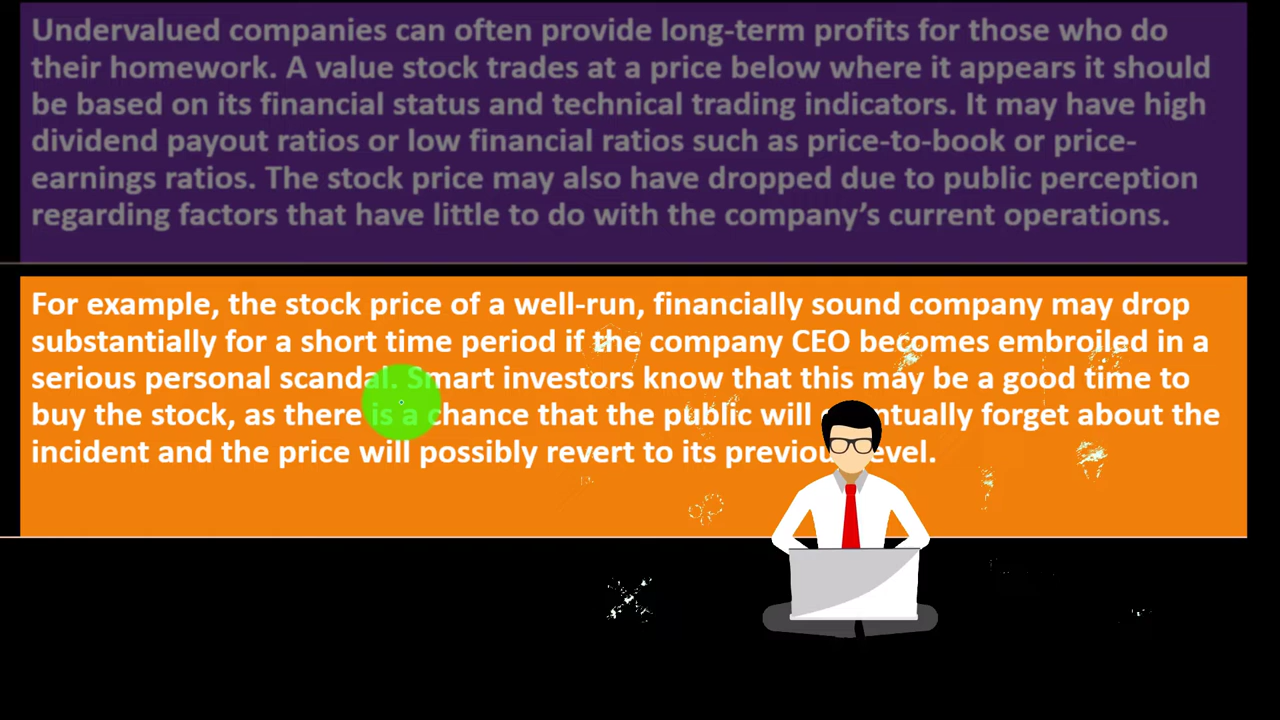 Undervalued companies can often provide long-term profits for those who do
their homework. A value stock trades at a price below where it appears it should
be based on its financial status and technical trading indicators. It may have high
dividend payout ratios or low financial ratios such as price-to-book or price-
earnings ratios. The stock price may also have dropped due to public perception
regarding factors that have little to do with the company’s current operations.
For example, the stock price of a well-run, financially sound company may drop
substantially for a short time period if the company CEO becomes embroiled in a
serious personal scandal. Smart investors know that this may be a good time to
buy the stock, as there is a chance that the public will eventually forget about the
incident and the price will possibly revert to its previous level.